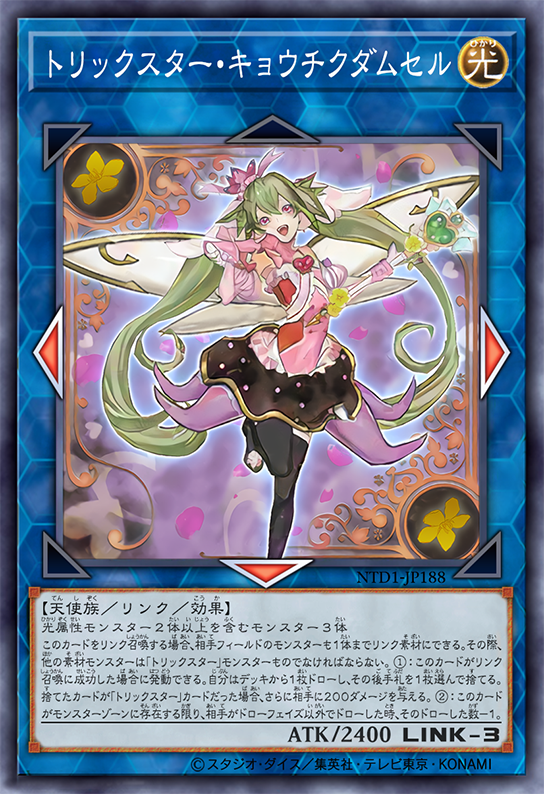 トリックスター・キョウチクダムセル
光
NTD1-JP188
【天使族／リンク／効果】
光属性モンスター２体以上を含むモンスター３体
このカードをリンク召喚する場合、相手フィールドのモンスターも1体までリンク素材にできる。その際、
他の素材モンスターは「トリックスター」モンスターものでなければならない。①：このカードがリンク
召喚に成功した場合に発動できる。自分はデッキから1枚ドローし、その後手札を1枚選んで捨てる。
捨てたカードが「トリックスター」カードだった場合、さらに相手に200ダメージを与える。②：このカード
がモンスターゾーンに存在する限り、相手がドローフェイズ以外でドローした時、そのドローした数-1。
ATK/2400 LINK-3
©スタジオ・ダイス/集英社・テレビ東京・KONAMI